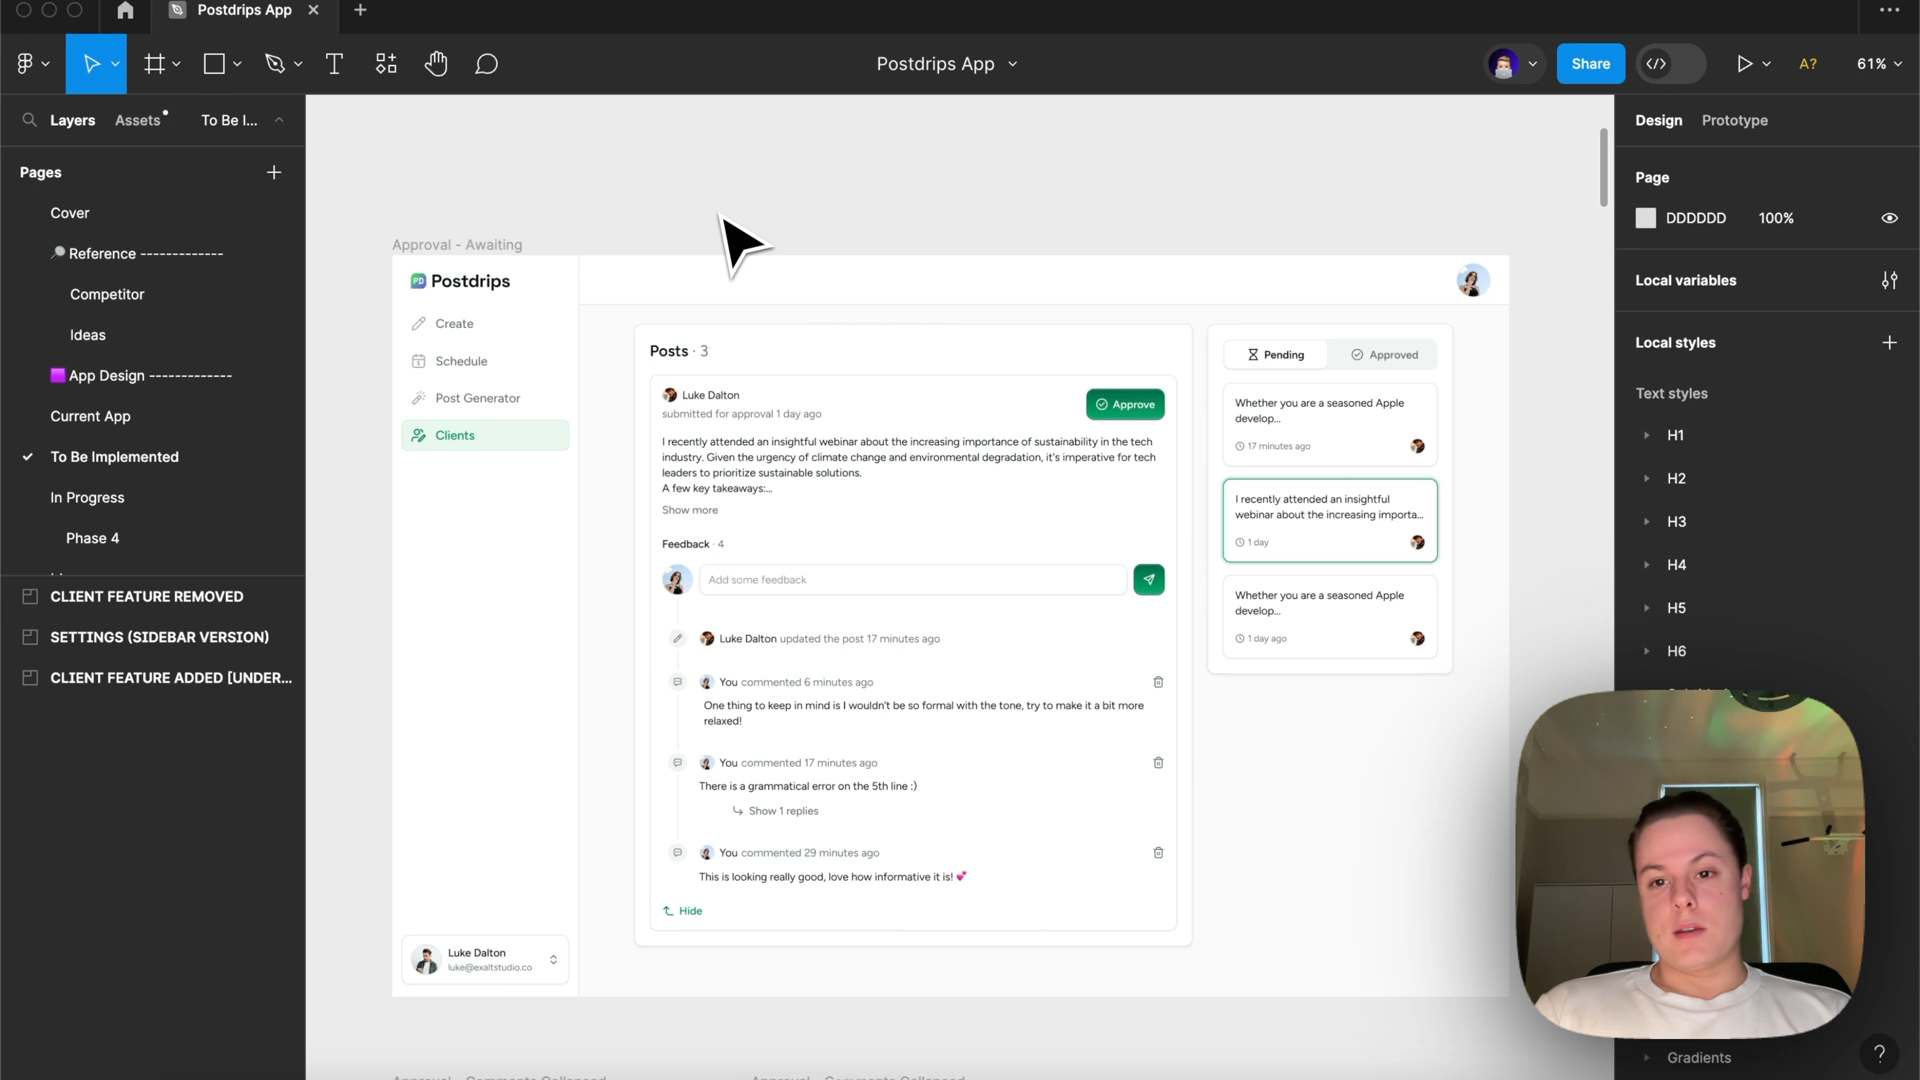 Postdrips App
Postdrips App
Share
A?
61%
Layers
Assets
To Be I...
Design
Prototype
Pages
Cover
Reference -------------
Competitor
Ideas
App Design -------------
Current App
To Be Implemented
In Progress
Phase 4
CLIENT FEATURE REMOVED
SETTINGS (SIDEBAR VERSION)
CLIENT FEATURE ADDED [UNDER...
Approval - Awaiting
PD
Postdrips
Create
Schedule
Post Generator
Clients
Luke Dalton
luke@exaltstudio.co
Posts · 3
Luke Dalton
submitted for approval 1 day ago
Approve
I recently attended an insightful webinar about the increasing importance of sustainability in the tech
industry. Given the urgency of climate change and environmental degradation, it's imperative for tech
leaders to prioritize sustainable solutions.
A few key takeaways:...
Show more
Feedback · 4
Add some feedback
Luke Dalton updated the post 17 minutes ago
You commented 6 minutes ago
One thing to keep in mind is I wouldn't be so formal with the tone, try to make it a bit more
relaxed!
You commented 17 minutes ago
There is a grammatical error on the 5th line :)
Show 1 replies
You commented 29 minutes ago
This is looking really good, love how informative it is! 💕
Hide
Pending
Approved
Whether you are a seasoned Apple
develop...
17 minutes ago
I recently attended an insightful
webinar about the increasing importa...
1 day
Whether you are a seasoned Apple
develop...
1 day ago
Page
DDDDDD
100%
Local variables
Local styles
Text styles
H1
H2
H3
H4
H5
H6
Gradients
?
Approval - Comments Collapsed
Approval - Comments Collapsed